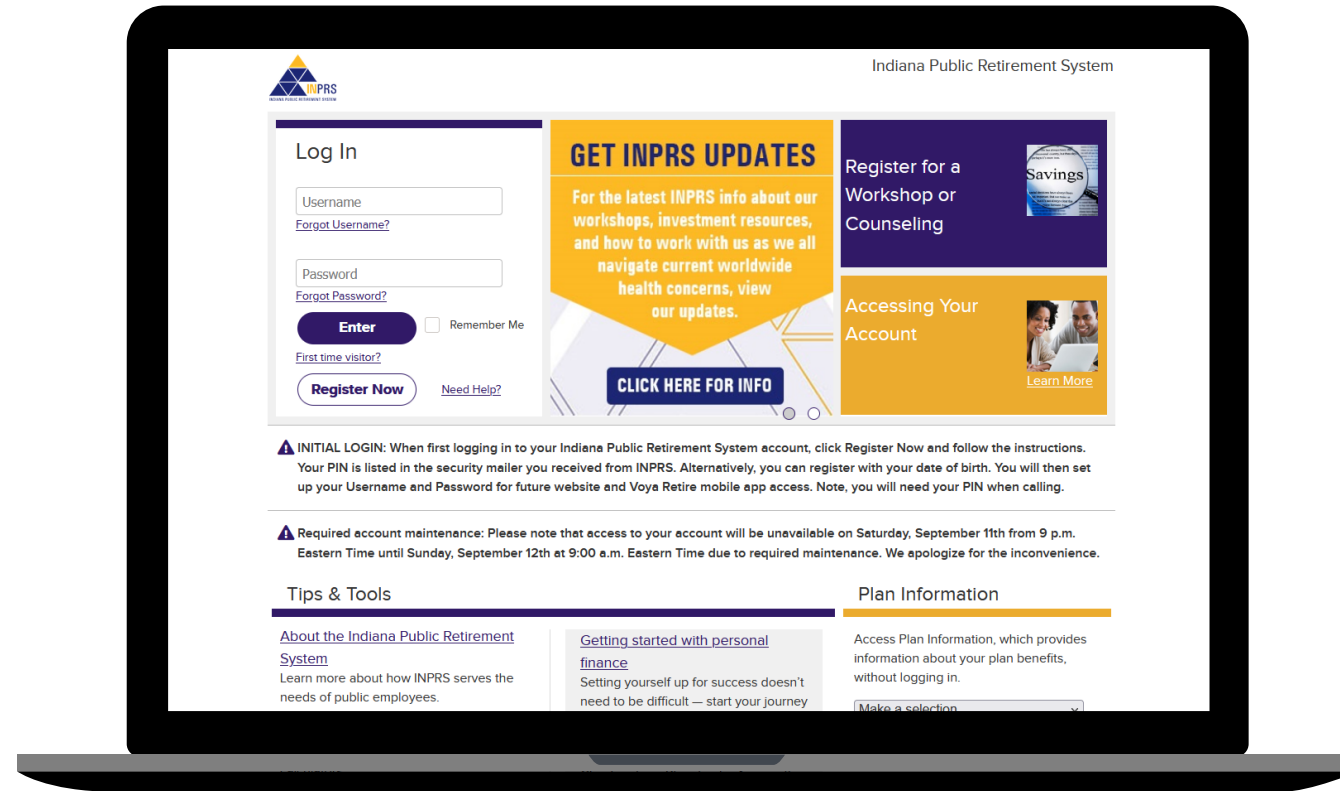 Indiana Public Retirement System
INPRS
INDIANA PUBLIC RETIREMENT SYSTEM
Log In
Username
Forgot Username?
Password
Forgot Password?
Enter
Remember Me
First time visitor?
Register Now
Need Help?
GET INPRS UPDATES
For the latest INPRS info about our
workshops, investment resources,
and how to work with us as we all
navigate current worldwide
health concerns, view
our updates.
CLICK HERE FOR INFO
Register for a
Workshop or
Counseling
Savings
Accessing Your
Account
Learn More
INITIAL LOGIN: When first logging in to your Indiana Public Retirement System account, click Register Now and follow the instructions.
Your PIN is listed in the security mailer you received from INPRS. Alternatively, you can register with your date of birth. You will then set
up your Username and Password for future website and Voya Retire mobile app access. Note, you will need your PIN when calling.
Required account maintenance: Please note that access to your account will be unavailable on Saturday, September 11th from 9 p.m.
Eastern Time until Sunday, September 12th at 9:00 a.m. Eastern Time due to required maintenance. We apologize for the inconvenience.
Tips & Tools
About the Indiana Public Retirement
System
Learn more about how INPRS serves the
needs of public employees.
Getting started with personal
finance
Setting yourself up for success doesn't
need to be difficult — start your journey
Plan Information
Access Plan Information, which provides
information about your plan benefits,
without logging in.
Make a selection